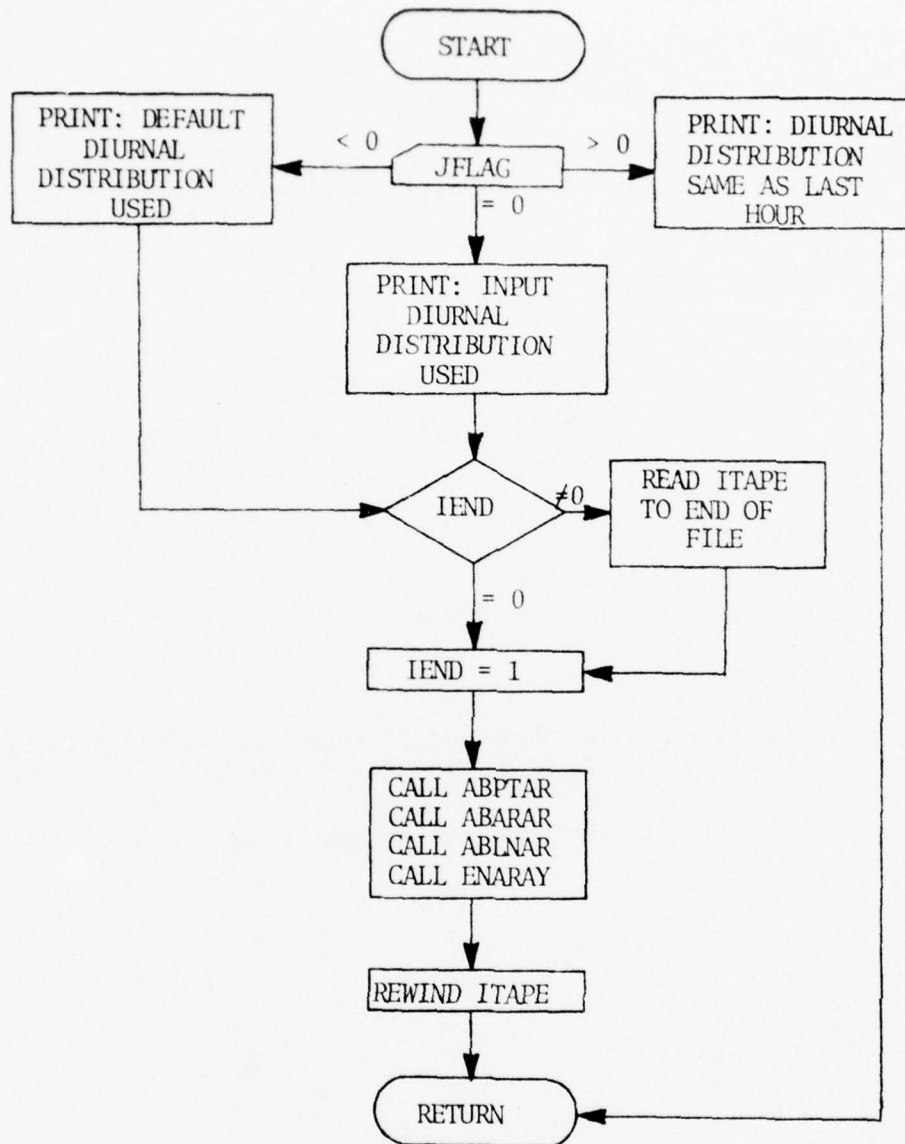 START
PRINT: DEFAULT
DIURNAL
DISTRIBUTION
USED
< 0
JFLAG
> 0
PRINT: DIURNAL
DISTRIBUTION
SAME AS LAST
HOUR
= 0
PRINT: INPUT
DIURNAL
DISTRIBUTION
USED
IEND
≠0
READ ITAPE
TO END OF
FILE
= 0
IEND = 1
CALL ABPTAR
CALL ABARAR
CALL ABLNAR
CALL ENARAY
REWIND ITAPE
RETURN